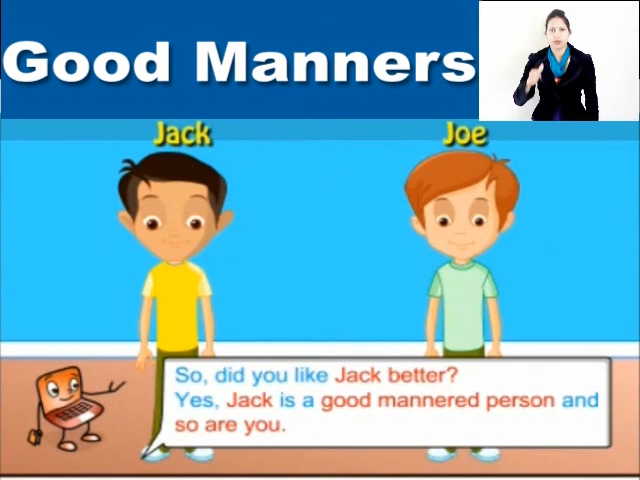 Good Manners
Jack Joe
So, did you like Jack better?
Yes, Jack is a good mannered person and
so are you.